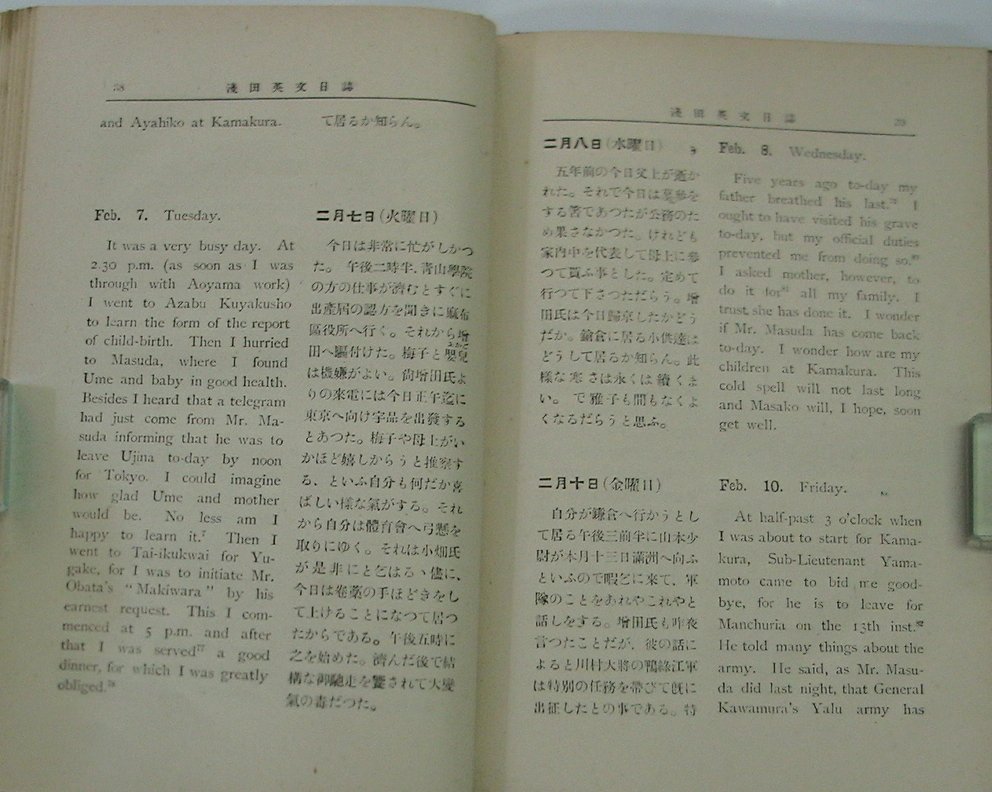 38 淺田英文日誌
and Ayahiko at Kamakura.
Feb. 7. Tuesday.
It was a very busy day. At
2.30 p.m. (as soon as I was
through with Aoyama work)
I went to Azabu Kuyakusho
to learn the form of the report
of child-birth. Then I hurried
to Masuda, where I found
Ume and baby in good health.
Besides I heard that a telegram
had just come from Mr. Ma-
suda informing that he was to
leave Ujina to-day by noon
for Tokyo. I could imagine
how glad Ume and mother
would be. No less am I
happy to learn it. Then I
went to Tai-ikukwai for Yu-
gake, for I was to initiate Mr.
Obata's "Makiwara" by his
earnest request. This I com-
menced at 5 p.m. and after
that I was served a good
dinner, for which I was greatly
obliged.
て居るか知らん。
二月七日(火曜日)
今日は非常に忙がしかつ
た。午後二時半、青山學院
の方の仕事が濟むとすぐに
出產屆の認方を聞きに麻布
區役所へ行く。それから增
田へ驅付けた。梅子と嬰兒
は機嫌がよい。尙增田氏よ
りの來電には今日正午迄に
東京へ向け宇品を出發する
とあつた。梅子や母上がい
かほど嬉しからうと推察す
る、といふ自分も何だか喜
ばしい樣な氣がする。それ
から自分は體育會へ弓懸を
取りにゆく。それは小畑氏
が是非にと乞はるゝ儘に、
今日は卷藁の手ほどきをし
て上げることになつて居つ
たからである。午後五時に
之を始めた。濟んだ後で結
構な御馳走を饗されて大變
氣の毒だつた。
淺田英文日誌 39
二月八日(水曜日)
五年前の今日父上が逝か
れた。それで今日は墓參を
する筈であつたが公務のた
め果さなかつた。けれども
家內中を代表して母上に參
つて貰ふ事とした。定めて
行つて下さつただらう。增
田氏は今日歸京したかどう
だか。鎌倉に居る小供達は
どうして居るか知らん。此
樣な寒さは永くは續くま
い。で雅子も間もなくよ
くなるだらうと思ふ。
Feb. 8. Wednesday.
Five years ago to-day my
father breathed his last. I
ought to have visited his grave
to-day, but my official duties
prevented me from doing so.
I asked mother, however, to
do it for all my family. I
trust she has done it. I wonder
if Mr. Masuda has come back
to-day. I wonder how are my
children at Kamakura. This
cold spell will not last long
and Masako will, I hope, soon
get well.
二月十日(金曜日)
自分が鎌倉へ行かうとし
て居る午後三前半に山本少
尉が本月十三日滿洲へ向ふ
といふので暇乞に來て、軍
隊のことをあれやこれやと
話しをする。增田氏も昨夜
言つたことだが、彼の話に
よると川村大將の鴨綠江軍
は特別の任務を帶びて既に
出征したとの事である。特
Feb. 10. Friday.
At half-past 3 o'clock when
I was about to start for Kama-
kura, Sub-Lieutenant Yama-
moto came to bid me good-
bye, for he is to leave for
Manchuria on the 13th inst.
He told many things about the
army. He said, as Mr. Masu-
da did last night, that General
Kawamura's Yalu army has